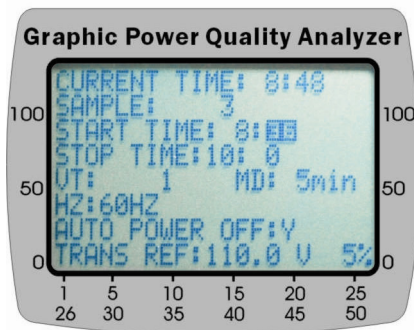 Graphic Power Quality Analyzer
CURRENT TIME: 8:48
SAMPLE: 3
START TIME: 8:
STOP TIME:10: 0
VT: 1 MD: 5min
HZ:60HZ
AUTO POWER OFF:Y
TRANS REF:110.0 V 5%
100 100
50 50
0 0
1 5 10 15 20 25
26 30 35 40 45 50